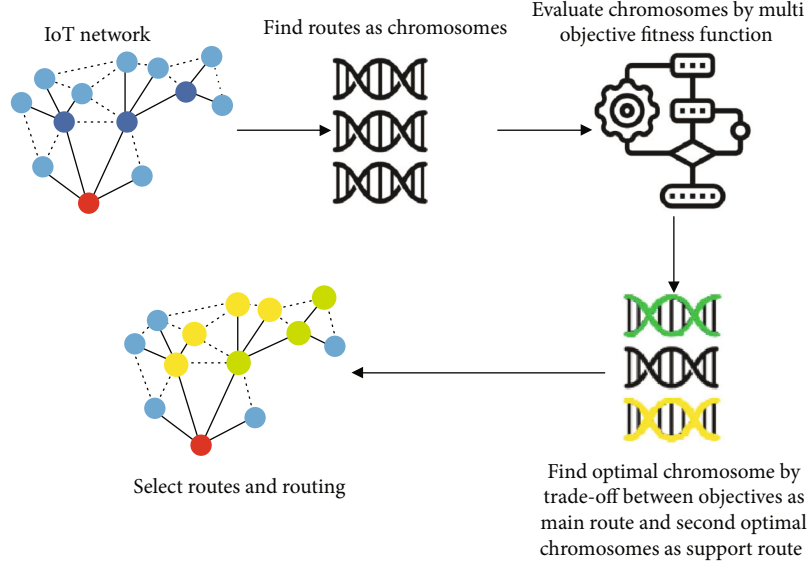 IoT network
Find routes as chromosomes
Evaluate chromosomes by multi
objective fitness function
Find optimal chromosome by
trade-off between objectives as
main route and second optimal
chromosomes as support route
Select routes and routing